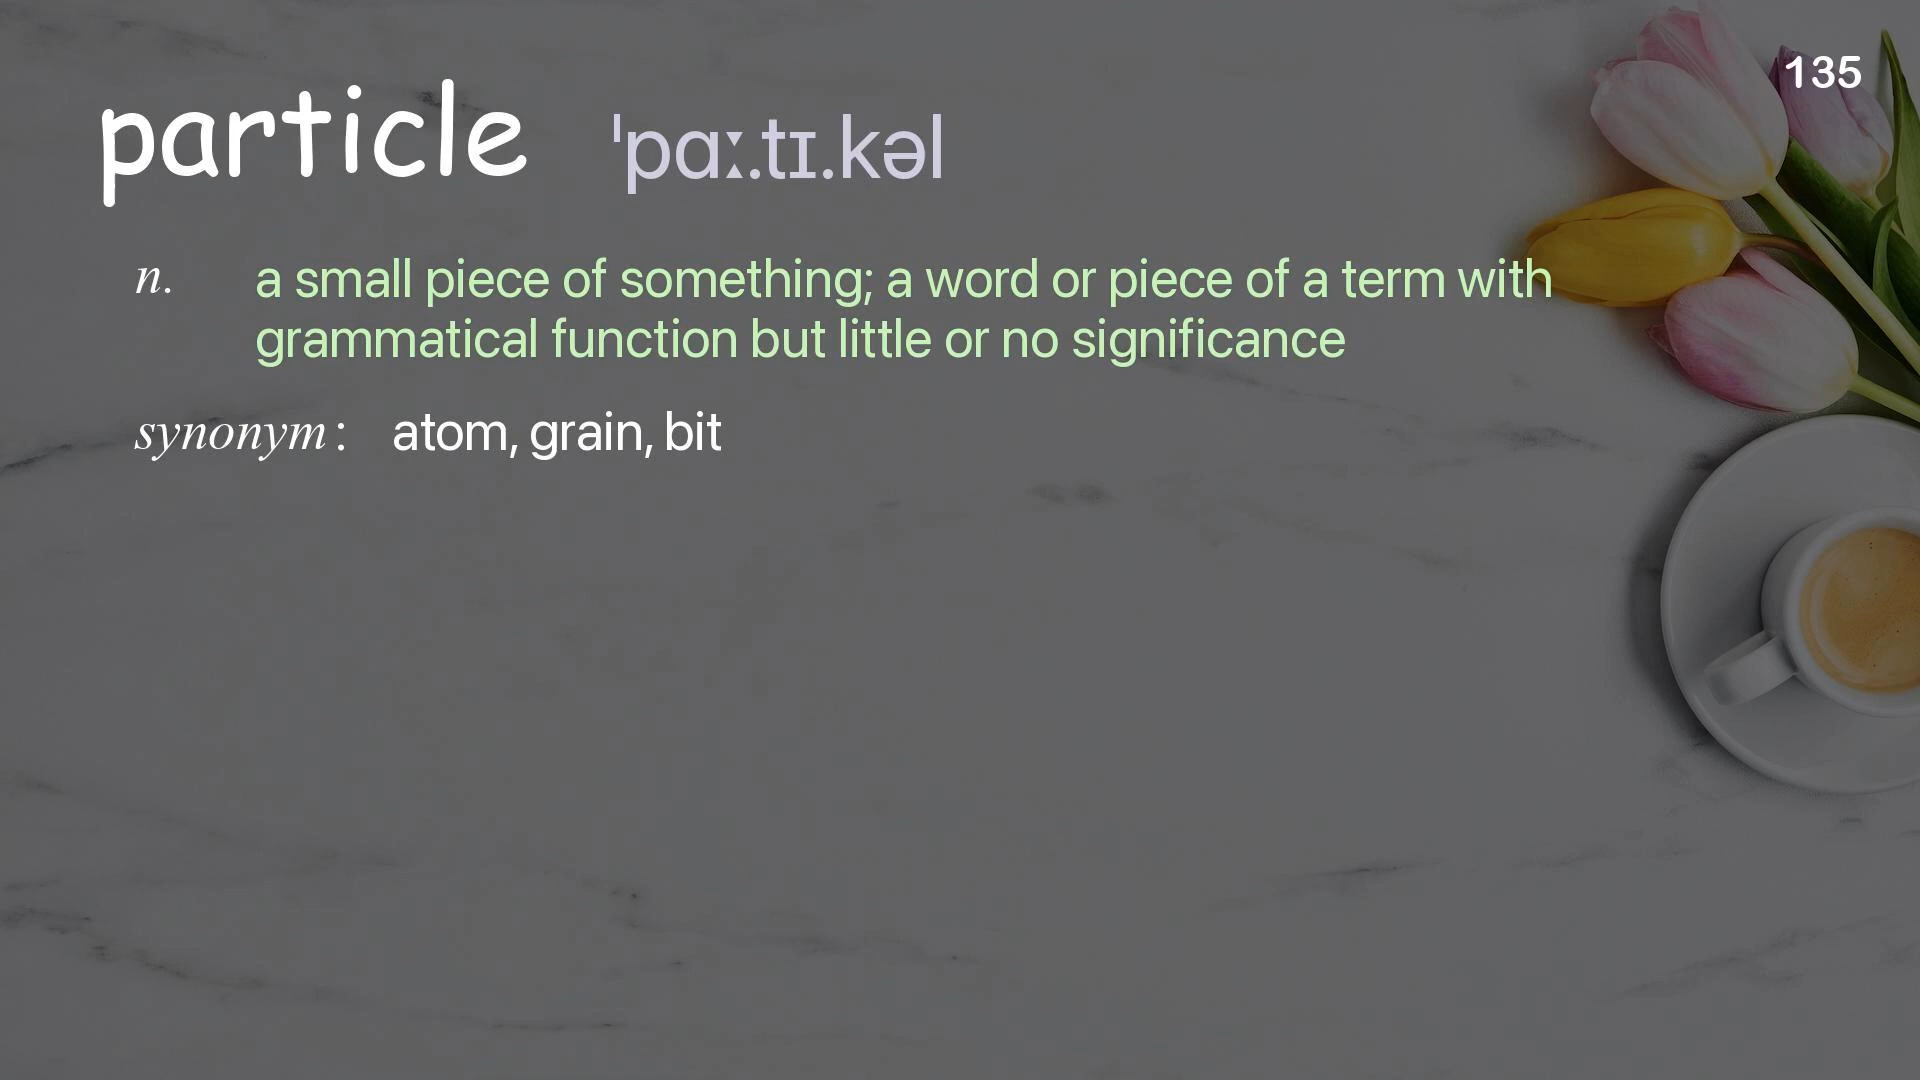 135
particle ˈpɑː.tɪ.kəl
n. a small piece of something; a word or piece of a term with
grammatical function but little or no significance
synonym : atom, grain, bit